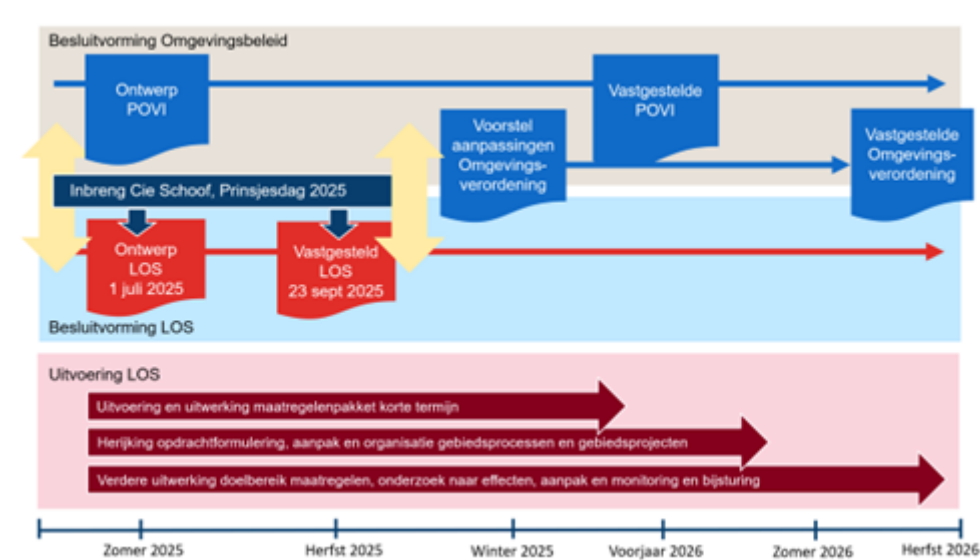 Besluitvorming Omgevingsbeleid
Ontwerp
POVI
Vastgestelde
POVI
Voorstel
aanpassingen
Omgevings-
verordening
Vastgestelde
Omgevings-
verordening
Inbreng Cie Schoof, Prinsjesdag 2025
Ontwerp
LOS
1 juli 2025
Vastgesteld
LOS
23 sept 2025
Besluitvorming LOS
Uitvoering LOS
Uitvoering en uitwerking maatregelenpakket korte termijn
Herijking opdrachtformulering, aanpak en organisatie gebiedsprocessen en gebiedsprojecten
Verdere uitwerking doelbereik maatregelen, onderzoek naar effecten, aanpak en monitoring en bijsturing
Zomer 2025
Herfst 2025
Winter 2025
Voorjaar 2026
Zomer 2026
Herfst 2026